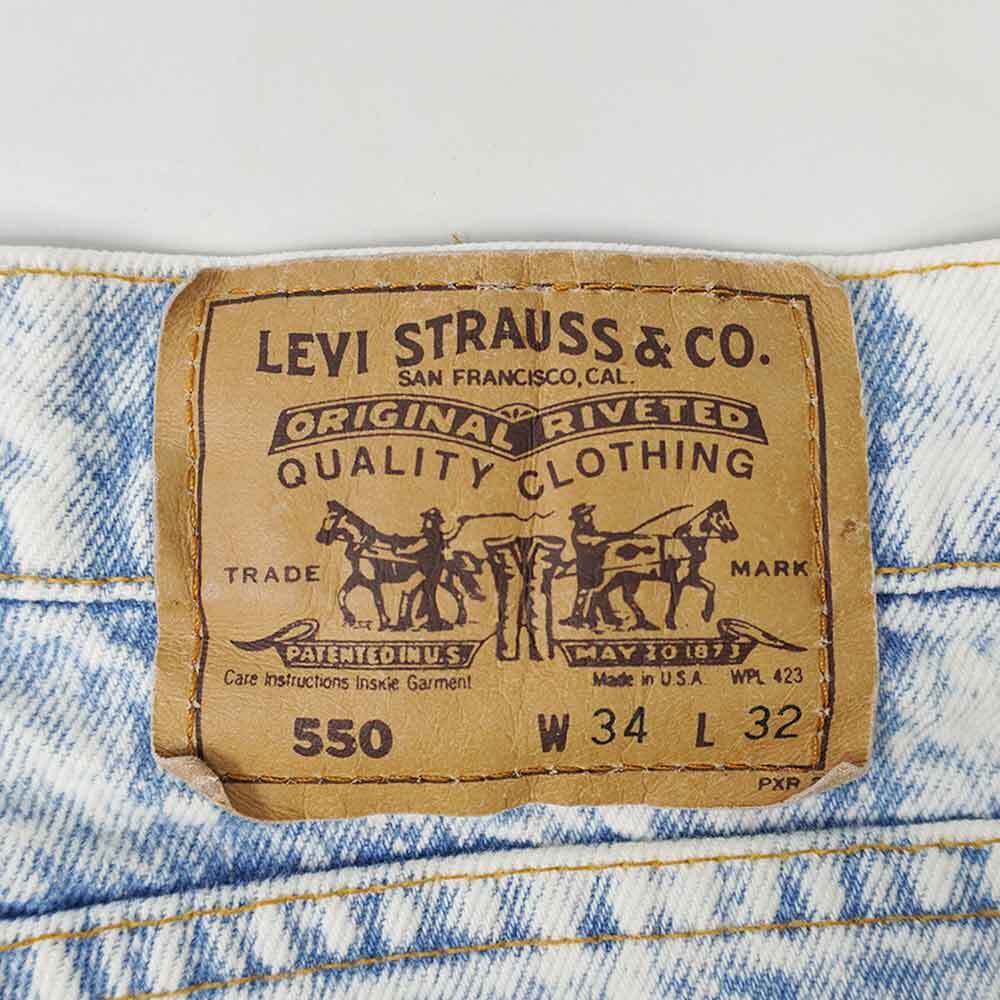 LEVI STRAUSS & CO.
SAN FRANCISCO, CAL.
ORIGINAL RIVETED
QUALITY CLOTHING
TRADE MARK
PATENTED IN U.S. MAY 20 1873
Care Instructions Inside Garment Made in U.S.A. WPL 423
550 W 34 L 32
PXR